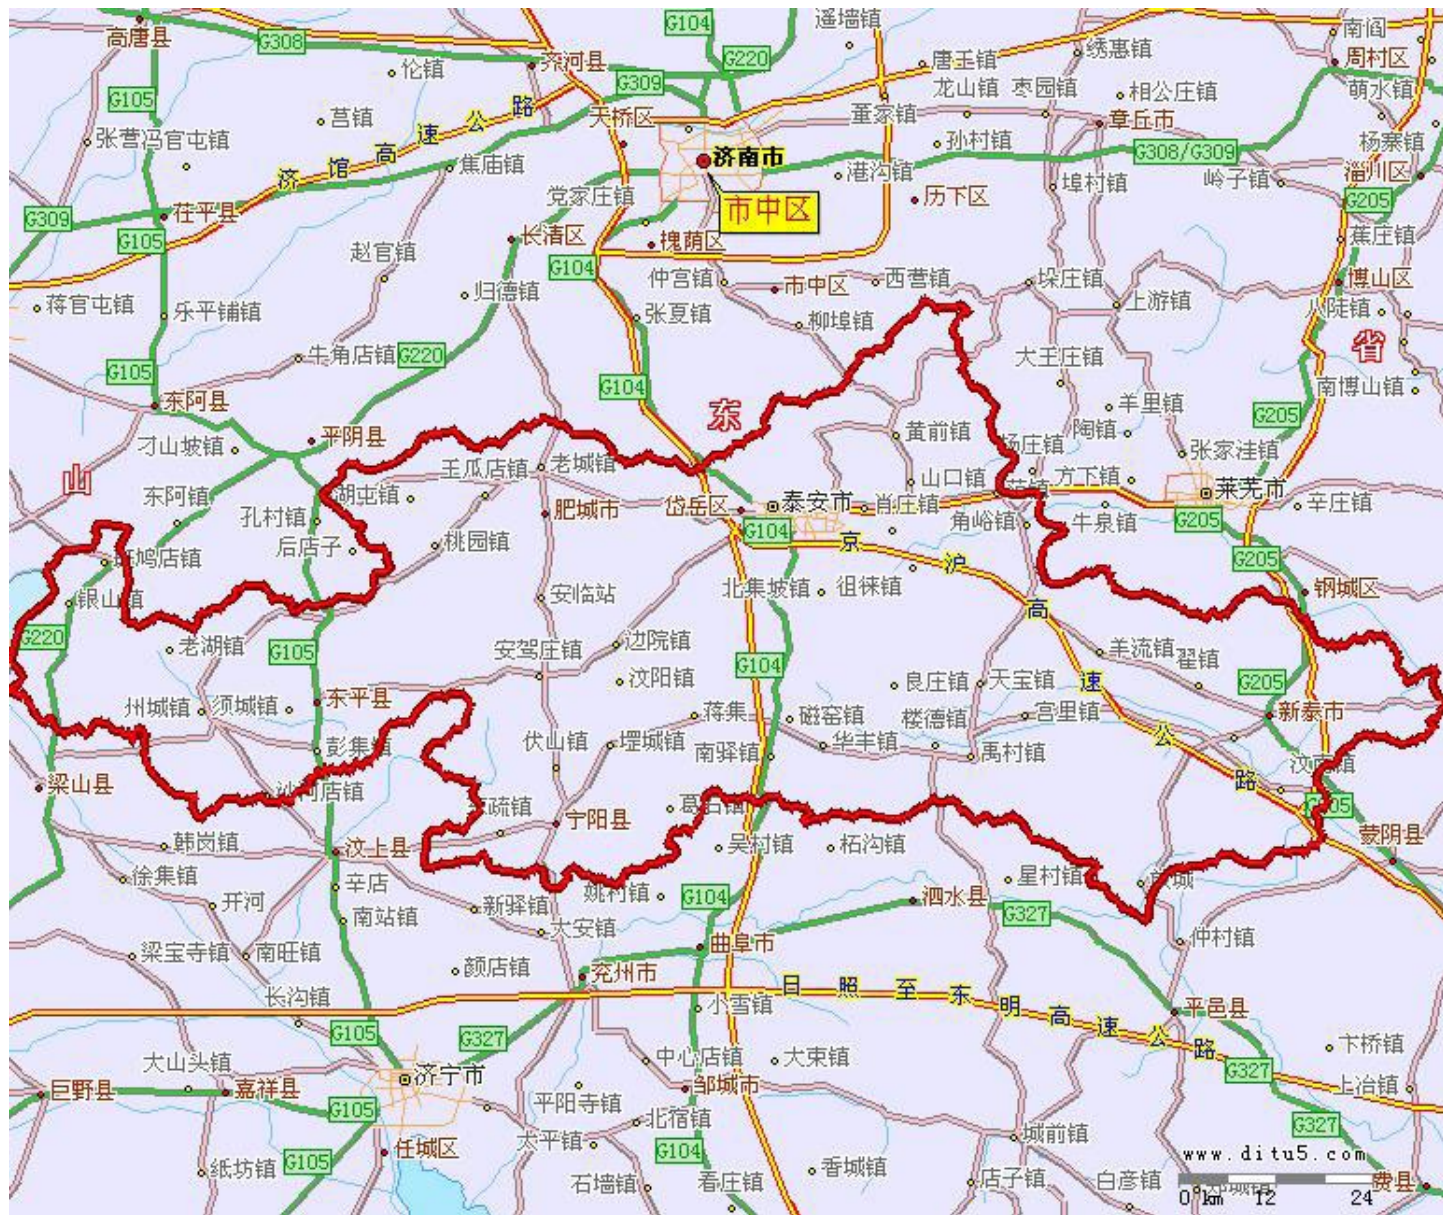 高唐县
G308
伦镇
齐河县
G104
G220
遥墙镇
唐王镇
绣惠镇
南阎
周村区
G105
莒镇
G309
龙山镇
枣园镇
相公庄镇
萌水镇
张营冯官屯镇
济馆高速公路
天桥区
董家镇
章丘市
杨寨镇
焦庙镇
济南市
孙村镇
G308/G309
淄川区
G309
茌平县
党家庄镇
市中区
港沟镇
历下区
埠村镇
岭子镇
G205
G105
赵官镇
长清区
槐荫区
蕉庄镇
G104
仲宫镇
市中区
西营镇
垛庄镇
博山区
蒋官屯镇
乐平铺镇
归德镇
张夏镇
柳埠镇
上游镇
八陡镇
牛角店镇
G220
大王庄镇
省
G105
G104
南博山镇
东阿县
东
羊里镇
G205
刁山坡镇
平阴县
黄前镇
杨庄镇
陶镇
张家洼镇
山
东阿镇
湖屯镇
王瓜店镇
老城镇
山口镇
方下镇
莱芜市
孔村镇
肥城市
岱岳区
泰安市
肖庄镇
辛庄镇
后店子
桃园镇
G104
京沪高速公路
角峪镇
牛泉镇
G205
斑鸠店镇
G205
银山镇
安临站
北集坡镇
徂徕镇
钢城区
G220
老湖镇
G105
安驾庄镇
边院镇
G104
羊流镇
翟镇
汶阳镇
良庄镇
天宝镇
G205
州城镇
须城镇
东平县
蒋集
磁窑镇
楼德镇
宫里镇
新泰市
彭集镇
伏山镇
堽城镇
南驿镇
华丰镇
禹村镇
汶南镇
梁山县
沙河店镇
宁阳县
葛石镇
蒙阴县
韩岗镇
汶上县
吴村镇
柘沟镇
徐集镇
辛店
姚村镇
星村镇
放城
开河
南站镇
新驿镇
G104
泗水县
G327
梁宝寺镇
南旺镇
大安镇
曲阜市
仲村镇
颜店镇
兖州市
长沟镇
小雪镇
日照至东明高速公路
平邑县
G105
G327
大山头镇
济宁市
中心店镇
大束镇
卞桥镇
巨野县
嘉祥县
G105
邹城市
G327
上冶镇
平阳寺镇
北宿镇
G327
纸坊镇
G105
任城区
太平镇
G104
城前镇
石墙镇
看庄镇
香城镇
店子镇
白彦镇
www.ditu5.com
0 km 12 24
费县